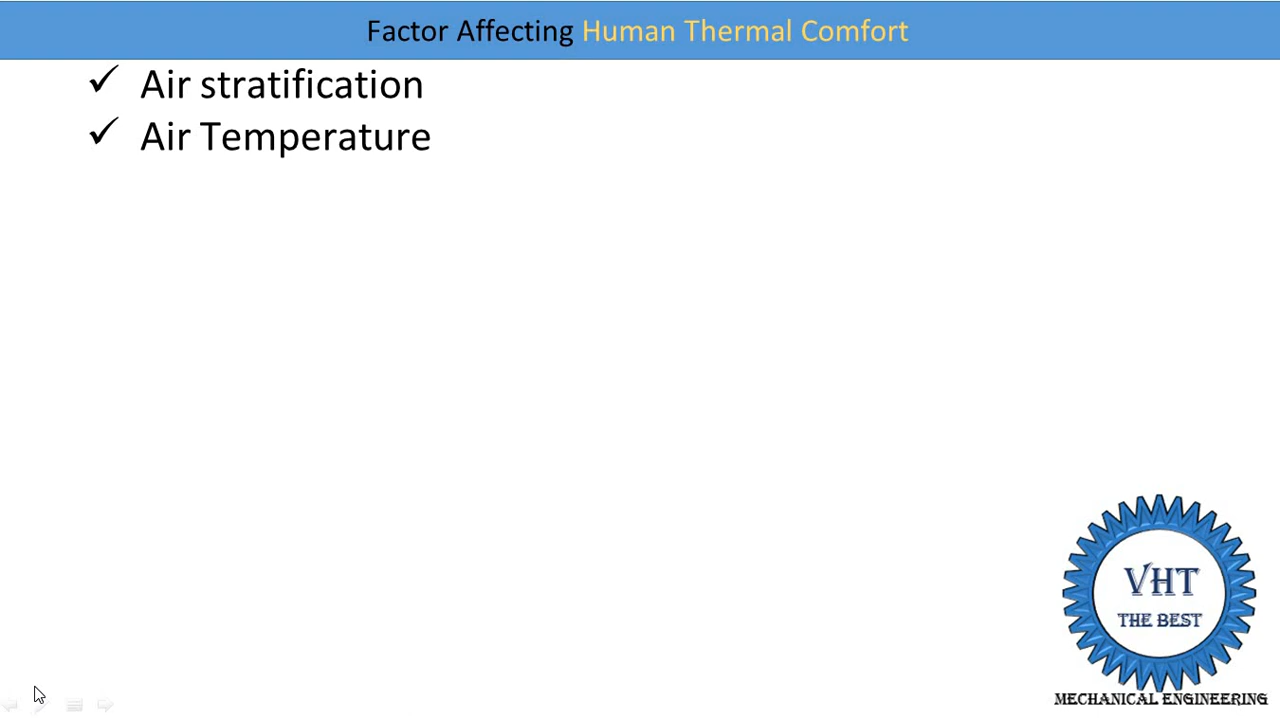 Factor Affecting Human Thermal Comfort
✓ Air stratification
✓ Air Temperature
VHT
THE BEST
MECHANICAL ENGINEERING